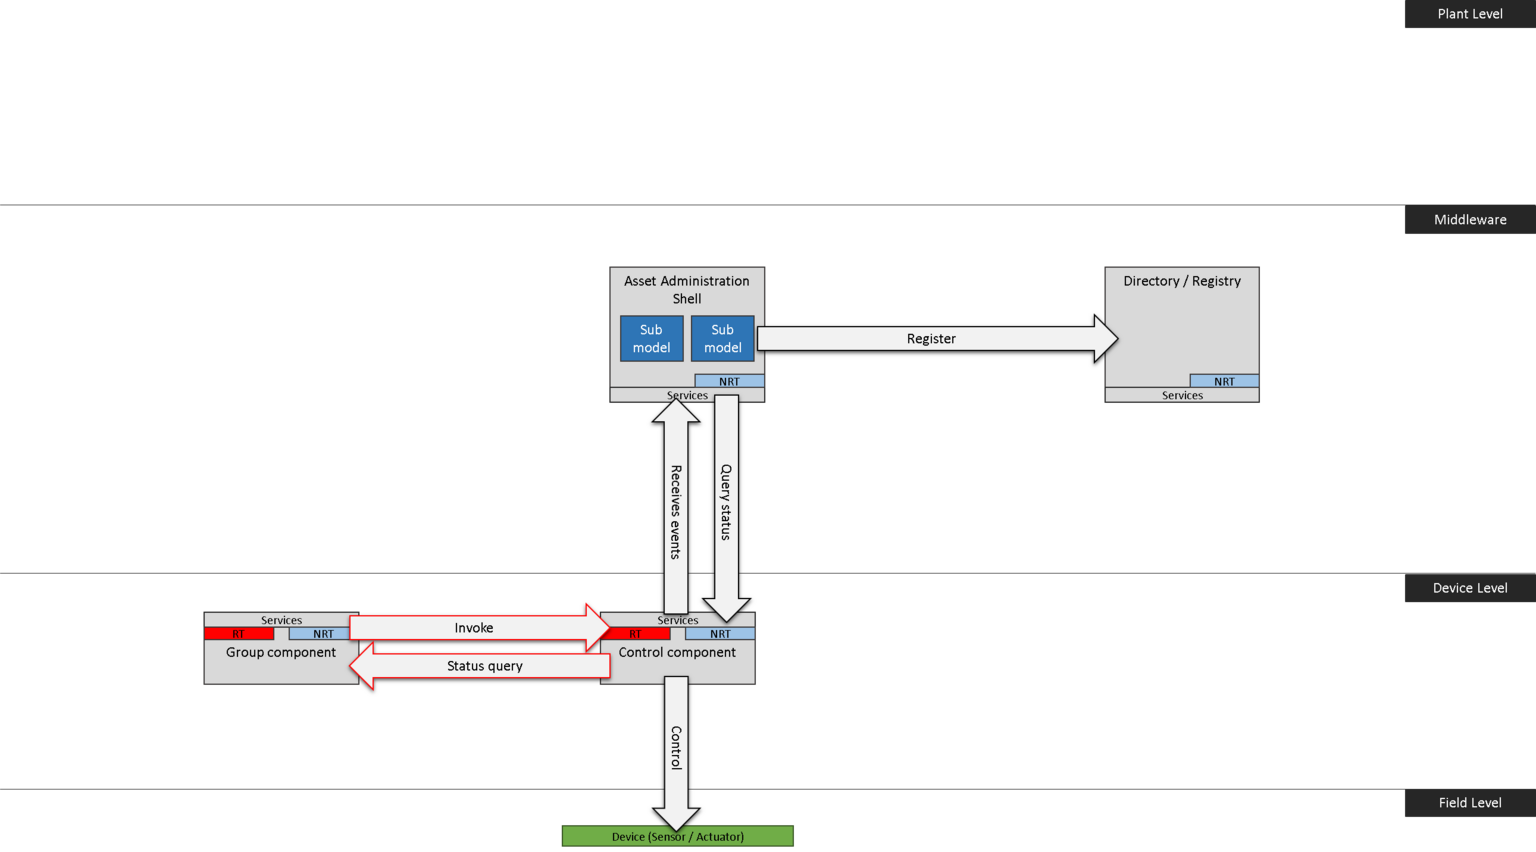 Plant Level
Middleware
Asset Administration
Shell
Sub
model
Sub
model
NRT
Services
Register
Directory / Registry
NRT
Services
Receives events
Query status
Device Level
Services
RT
NRT
Group component
Invoke
Status query
Services
RT
NRT
Control component
Control
Field Level
Device (Sensor / Actuator)